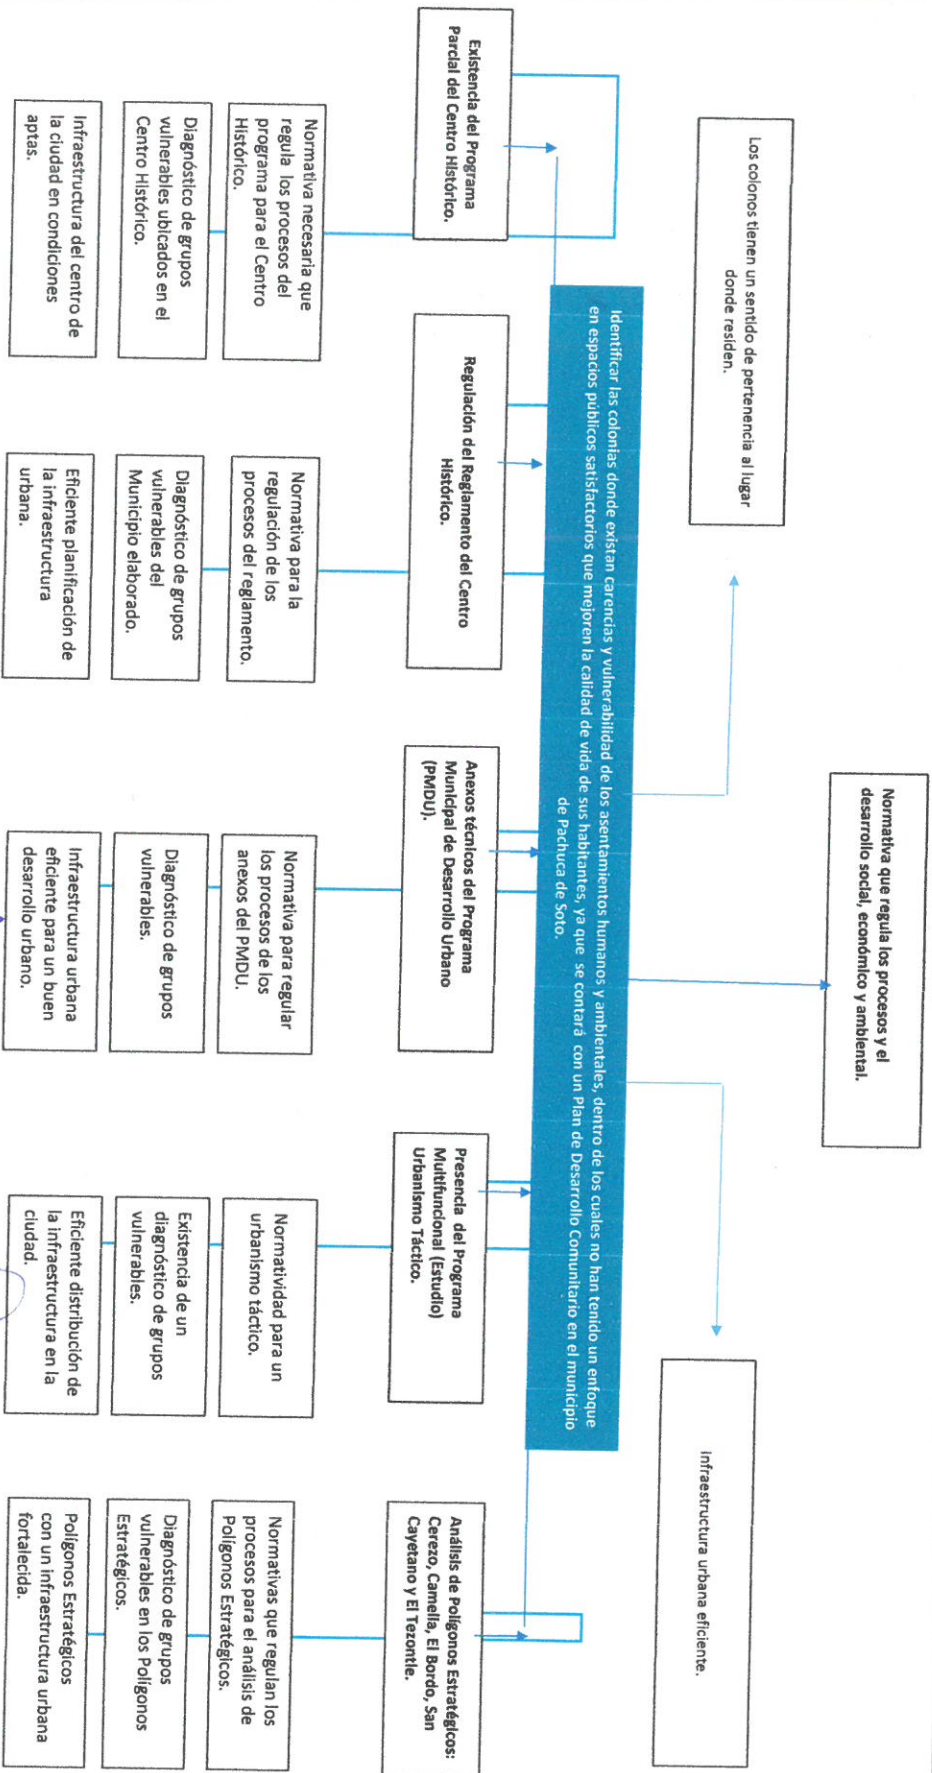 Normativa que regula los procesos y el
desarrollo social, económico y ambiental.
Los colonos tienen un sentido de pertenencia al lugar
donde residen.
Infraestructura urbana eficiente.
Identificar las colonias donde existan carencias y vulnerabilidad de los asentamientos humanos y ambientales, dentro de los cuales no han tenido un enfoque
en espacios públicos satisfactorios que mejoren la calidad de vida de sus habitantes, ya que se contará con un Plan de Desarrollo Comunitario en el municipio
de Pachuca de Soto.
Existencia del Programa
Parcial del Centro Histórico.
Normativa necesaria que
regula los procesos del
programa para el Centro
Histórico.
Diagnóstico de grupos
vulnerables ubicados en el
Centro Histórico.
Infraestructura del centro de
la ciudad en condiciones
aptas.
Regulación del Reglamento del Centro
Histórico.
Normativa para la
regulación de los
procesos del reglamento.
Diagnóstico de grupos
vulnerables del
Municipio elaborado.
Eficiente planificación de
la infraestructura
urbana.
Anexos técnicos del Programa
Municipal de Desarrollo Urbano
(PMDU).
Normativa para regular
los procesos de los
anexos del PMDU.
Diagnóstico de grupos
vulnerables.
Infraestructura urbana
eficiente para un buen
desarrollo urbano.
Presencia del Programa
Multifuncional (Estudio)
Urbanismo Táctico.
Normatividad para un
urbanismo táctico.
Existencia de un
diagnóstico de grupos
vulnerables.
Eficiente distribución de
la infraestructura en la
ciudad.
Análisis de Polígonos Estratégicos:
Cerezo, Camelia, El Bordo, San
Cayetano y El Tezontle.
Normativas que regulan los
procesos para el análisis de
Polígonos Estratégicos.
Diagnóstico de grupos
vulnerables en los Polígonos
Estratégicos.
Polígonos Estratégicos
con un infraestructura urbana
fortalecida.